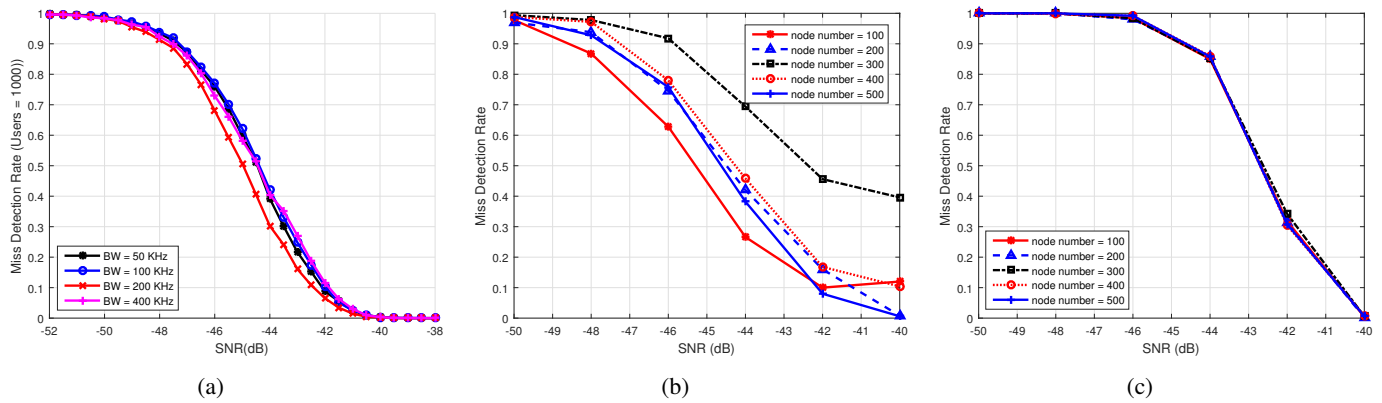 Miss Detection Rate (Users = 1000))
1
0.9
0.8
0.7
0.6
0.5
0.4
0.3
0.2
0.1
0
BW = 50 KHz
BW = 100 KHz
BW = 200 KHz
BW = 400 KHz
-52 -50 -48 -46 -44 -42 -40 -38
SNR(dB)
(a)
Miss Detection Rate
1
0.9
0.8
0.7
0.6
0.5
0.4
0.3
0.2
0.1
0
node number = 100
node number = 200
node number = 300
node number = 400
node number = 500
-50 -49 -48 -47 -46 -45 -44 -43 -42 -41 -40
SNR (dB)
(b)
Miss Detection Rate
1
0.9
0.8
0.7
0.6
0.5
0.4
0.3
0.2
0.1
0
node number = 100
node number = 200
node number = 300
node number = 400
node number = 500
-50 -49 -48 -47 -46 -45 -44 -43 -42 -41 -40
SNR (dB)
(c)